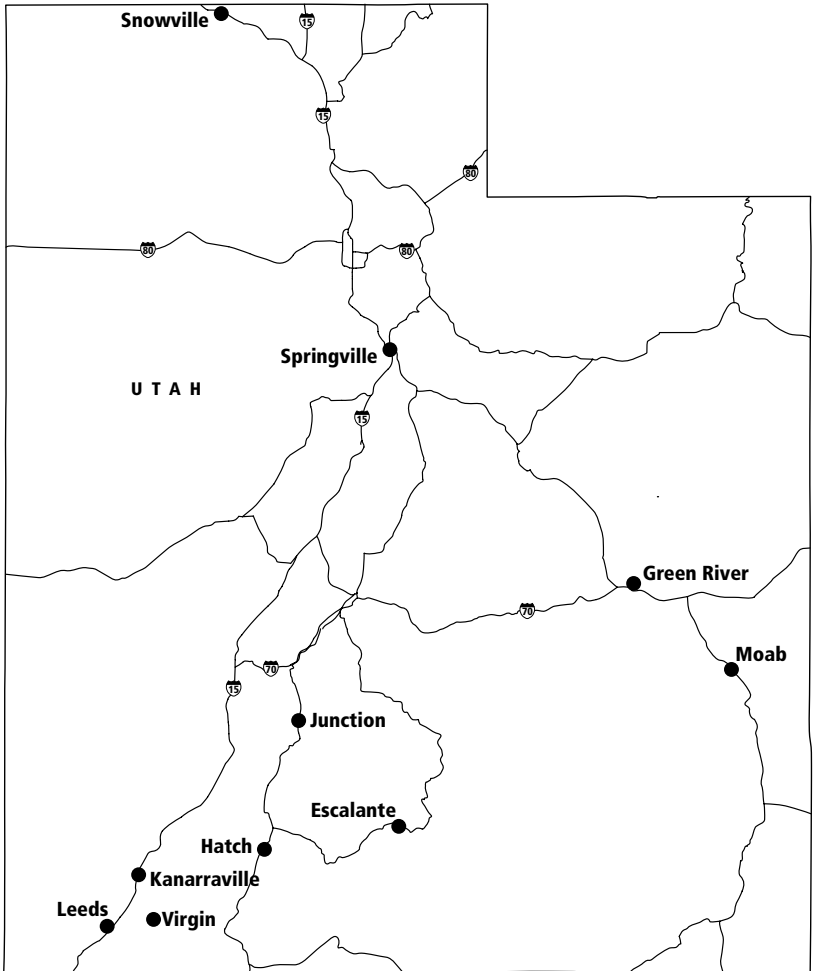 Snowville
15
15
80
80
80
Springville
UTAH
15
Green River
70
Moab
70
15
Junction
Escalante
Hatch
Kanarraville
Leeds
Virgin